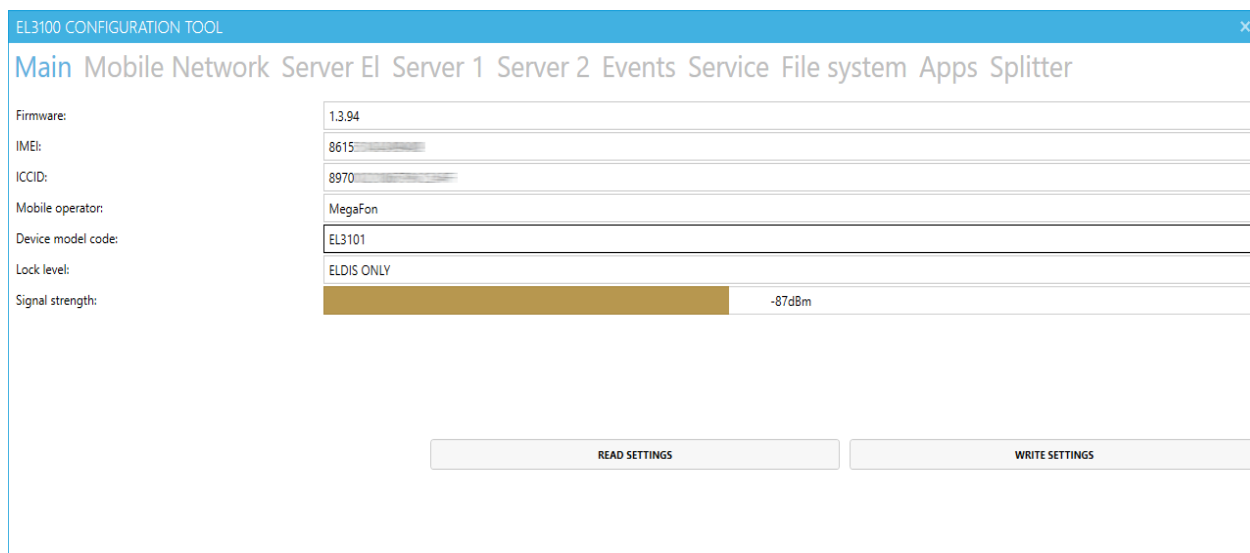 EL3100 CONFIGURATION TOOL
Main Mobile Network Server El Server 1 Server 2 Events Service File system Apps Splitter
Firmware: 1.3.94
IMEI: 8615
ICCID: 8970
Mobile operator: MegaFon
Device model code: EL3101
Lock level: ELDIS ONLY
Signal strength: -87dBm
READ SETTINGS WRITE SETTINGS